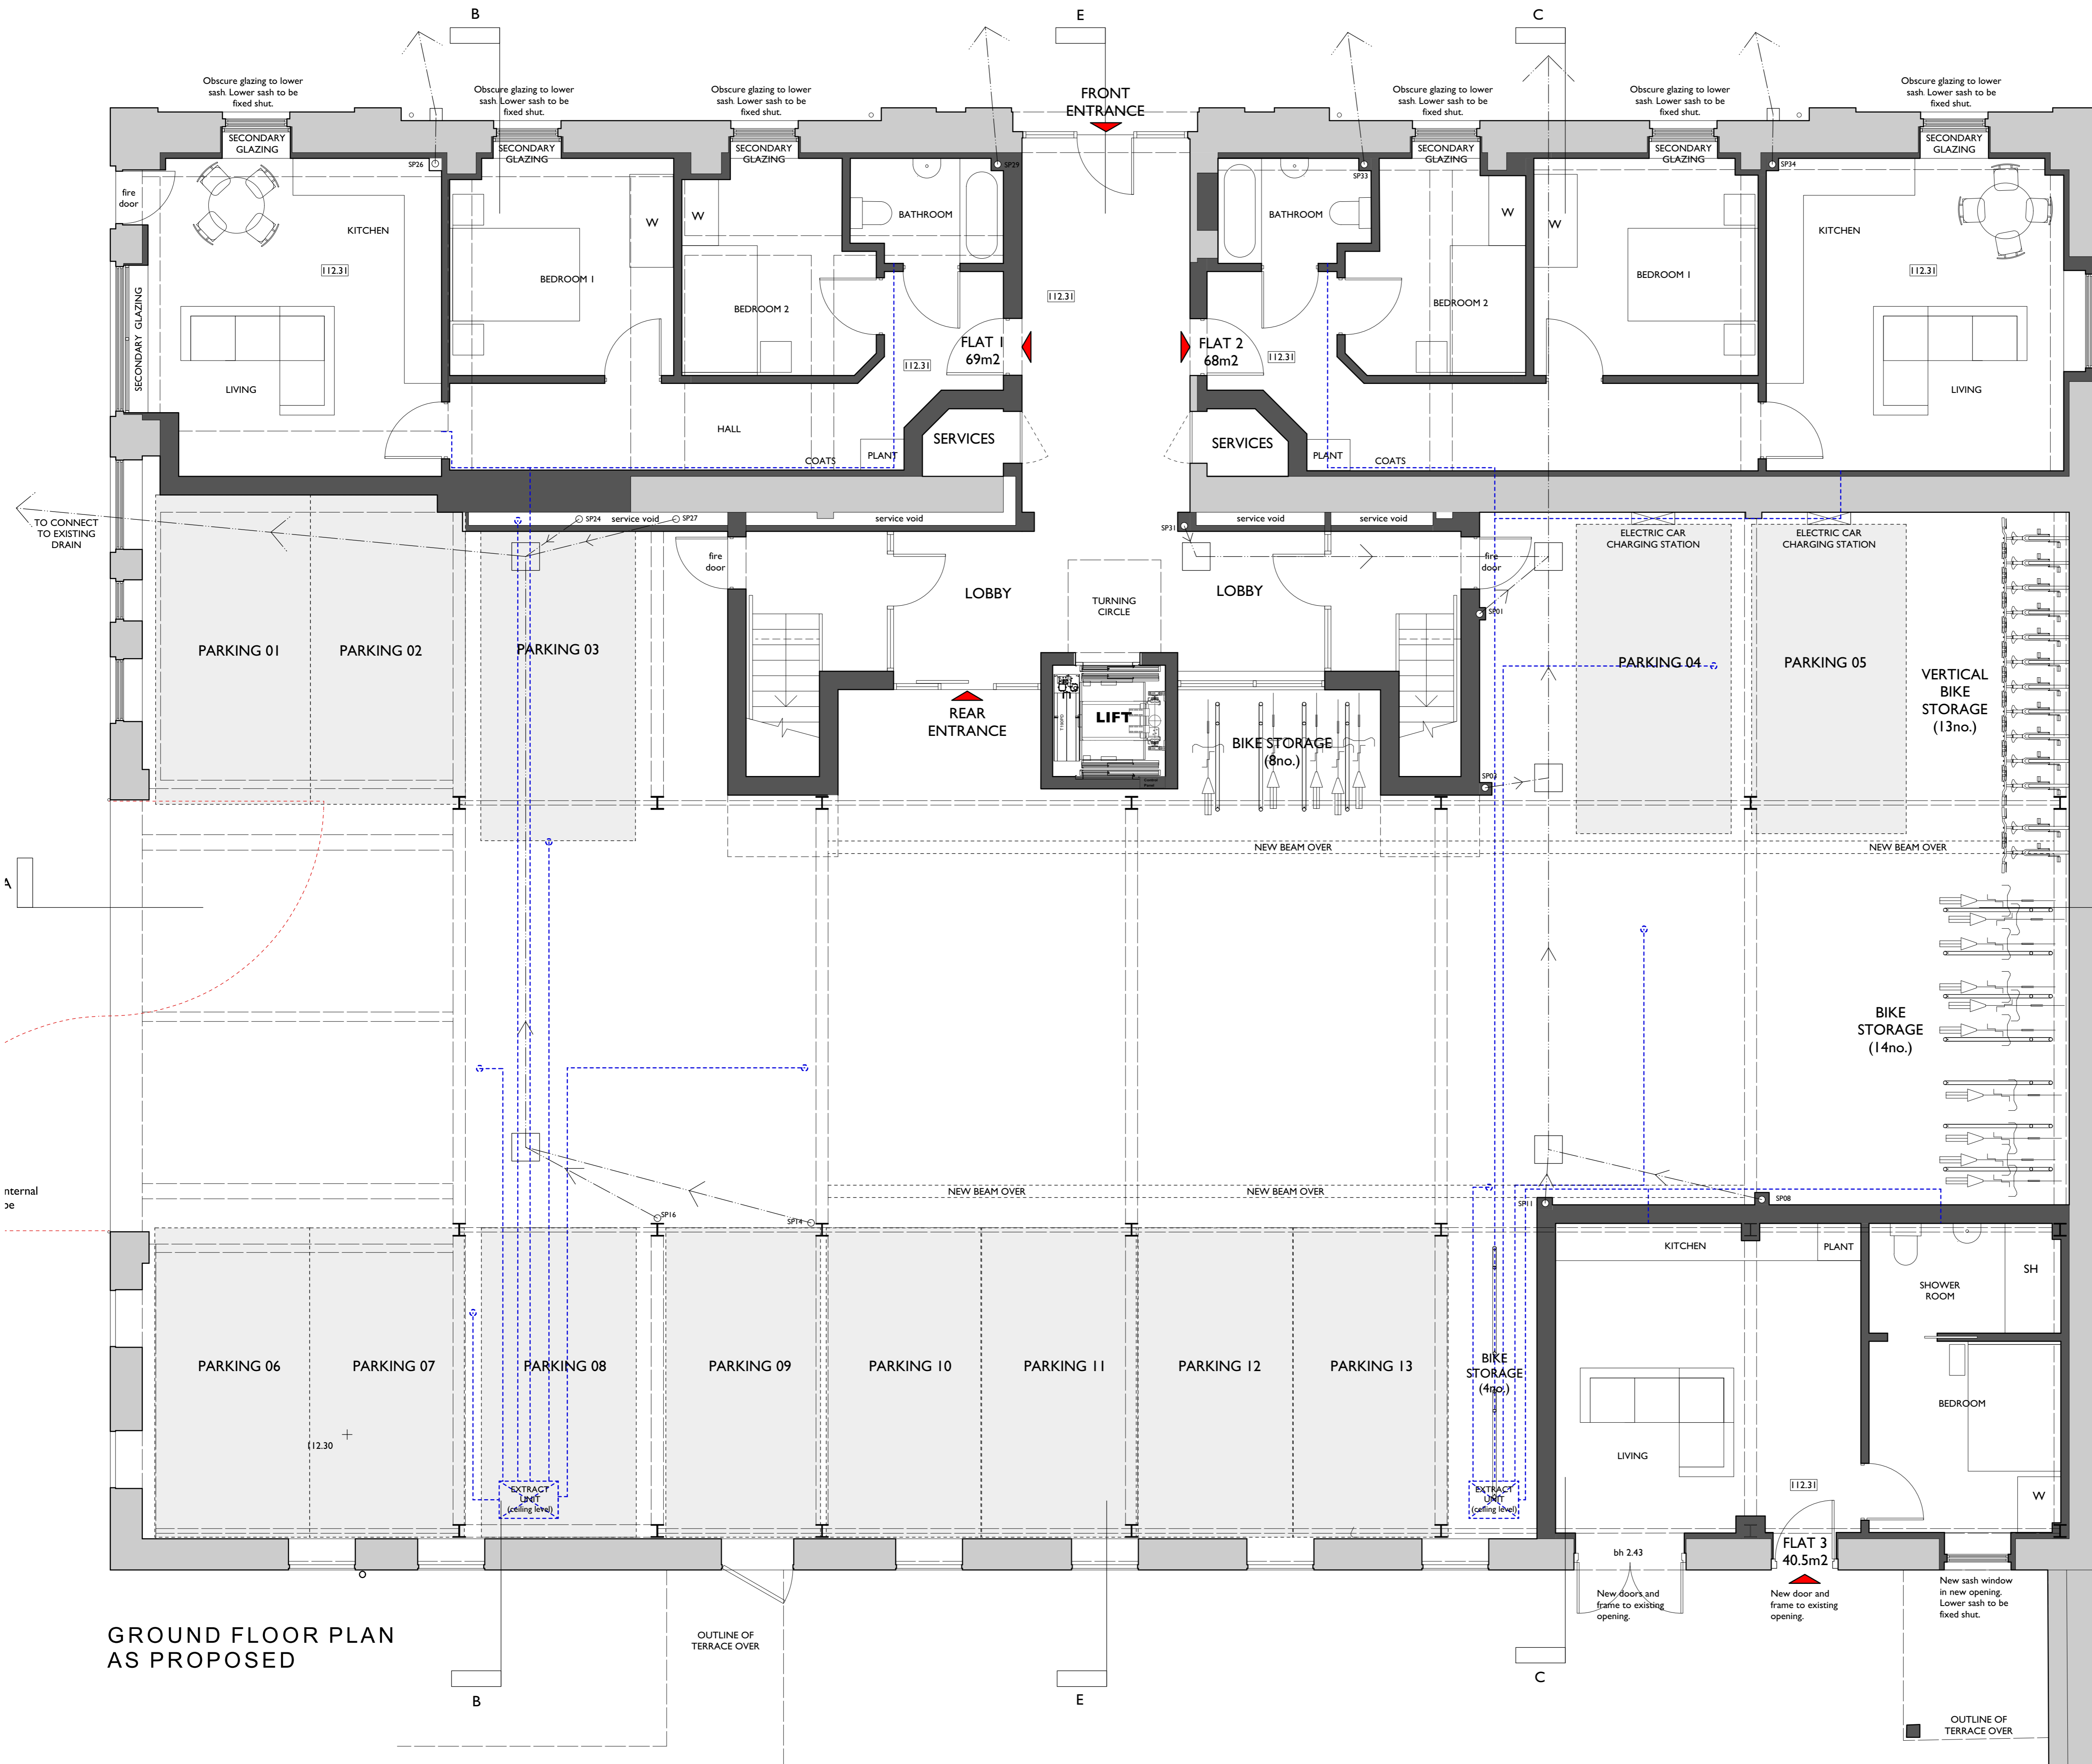 B
E
C
Obscure glazing to lower
sash. Lower sash to be
fixed shut.
Obscure glazing to lower
sash. Lower sash to be
fixed shut.
Obscure glazing to lower
sash. Lower sash to be
fixed shut.
FRONT
ENTRANCE
Obscure glazing to lower
sash. Lower sash to be
fixed shut.
Obscure glazing to lower
sash. Lower sash to be
fixed shut.
Obscure glazing to lower
sash. Lower sash to be
fixed shut.
SECONDARY
GLAZING
SECONDARY
GLAZING
SECONDARY
GLAZING
SECONDARY
GLAZING
SECONDARY
GLAZING
SECONDARY
GLAZING
SP26
SP29
SP33
SP34
fire
door
KITCHEN
W
W
BATHROOM
BATHROOM
W
W
KITCHEN
112.31
BEDROOM 1
BEDROOM 2
112.31
BEDROOM 2
BEDROOM 1
112.31
SECONDARY GLAZING
FLAT 1
69m2
112.31
FLAT 2
68m2
112.31
LIVING
LIVING
HALL
SERVICES
SERVICES
COATS
PLANT
PLANT
COATS
TO CONNECT
TO EXISTING
DRAIN
SP24
service void
SP27
service void
SP31
service void
service void
fire
door
fire
door
ELECTRIC CAR
CHARGING STATION
ELECTRIC CAR
CHARGING STATION
LOBBY
TURNING
CIRCLE
LOBBY
SP01
PARKING 01
PARKING 02
PARKING 03
PARKING 04
PARKING 05
VERTICAL
BIKE
STORAGE
(13no.)
REAR
ENTRANCE
LIFT
BIKE STORAGE
(8no.)
NEW BEAM OVER
NEW BEAM OVER
A
BIKE
STORAGE
(14no.)
nternal
be
NEW BEAM OVER
NEW BEAM OVER
SP16
SP14
SP11
SP08
KITCHEN
PLANT
SHOWER
ROOM
SH
PARKING 06
PARKING 07
PARKING 08
PARKING 09
PARKING 10
PARKING 11
PARKING 12
PARKING 13
BIKE
STORAGE
(4no.)
BEDROOM
112.30
LIVING
112.31
W
EXTRACT
UNIT
(ceiling level)
EXTRACT
UNIT
(ceiling level)
bh 2.43
FLAT 3
40.5m2
New doors and
frame to existing
opening.
New door and
frame to existing
opening.
New sash window
in new opening.
Lower sash to be
fixed shut.
GROUND FLOOR PLAN
AS PROPOSED
OUTLINE OF
TERRACE OVER
B
E
C
OUTLINE OF
TERRACE OVER